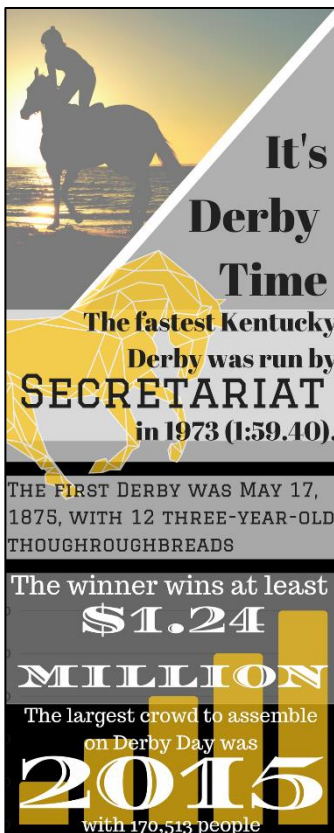 It's
Derby
Time
The fastest Kentucky
Derby was run by
SECRETARIAT
in 1973 (1:59.40).
THE FIRST DERBY WAS MAY 17,
1875, WITH 12 THREE-YEAR-OLD
THOUGHROUGHBREADS
The winner wins at least
$1.24
MILLION
The largest crowd to assemble
on Derby Day was
2015
with 170,513 people